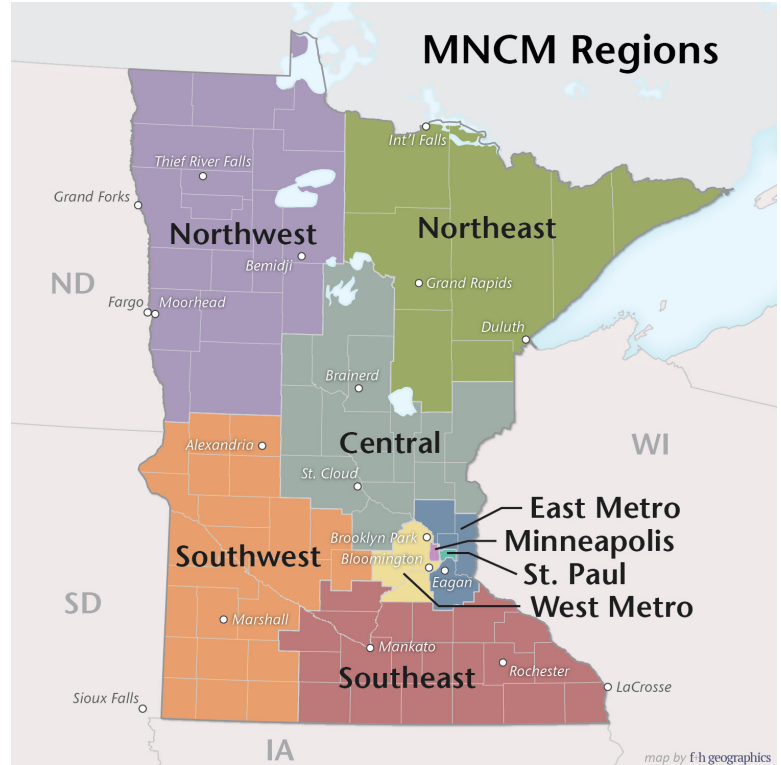 MNCM Regions
Int'l Falls
Thief River Falls
Grand Forks
Northwest
Northeast
Bemidji
ND
Grand Rapids
Fargo
Moorhead
Duluth
Brainerd
Alexandria
Central
WI
St. Cloud
East Metro
Brooklyn Park
Minneapolis
Southwest
Bloomington
St. Paul
Eagan
SD
West Metro
Marshall
Mankato
Southeast
Rochester
LaCrosse
Sioux Falls
IA
map by f+h geographics